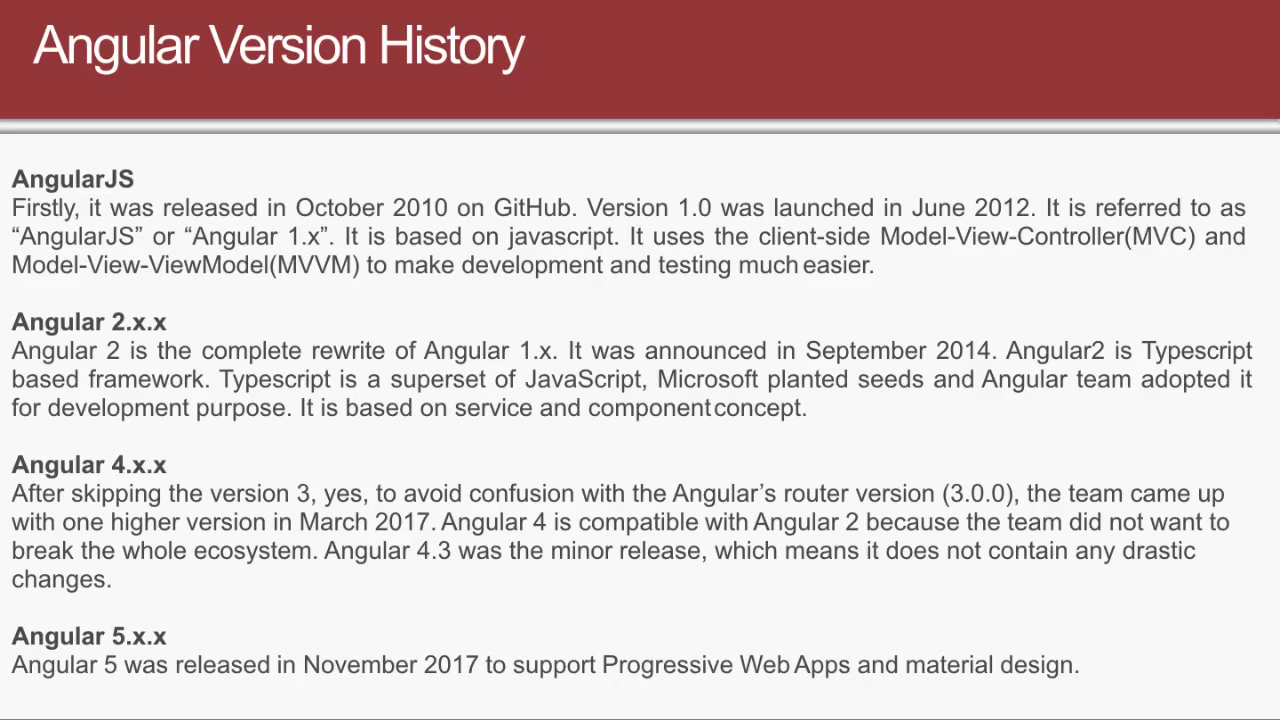 Angular Version History
AngularJS
Firstly, it was released in October 2010 on GitHub. Version 1.0 was launched in June 2012. It is referred to as
“AngularJS” or “Angular 1.x”. It is based on javascript. It uses the client-side Model-View-Controller(MVC) and
Model-View-ViewModel(MVVM) to make development and testing much easier.
Angular 2.x.x
Angular 2 is the complete rewrite of Angular 1.x. It was announced in September 2014. Angular2 is Typescript
based framework. Typescript is a superset of JavaScript, Microsoft planted seeds and Angular team adopted it
for development purpose. It is based on service and component concept.
Angular 4.x.x
After skipping the version 3, yes, to avoid confusion with the Angular’s router version (3.0.0), the team came up
with one higher version in March 2017. Angular 4 is compatible with Angular 2 because the team did not want to
break the whole ecosystem. Angular 4.3 was the minor release, which means it does not contain any drastic
changes.
Angular 5.x.x
Angular 5 was released in November 2017 to support Progressive Web Apps and material design.